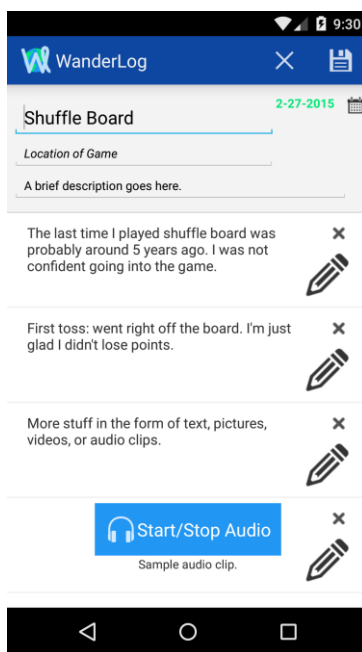 9:30
WanderLog
2-27-2015
Shuffle Board
Location of Game
A brief description goes here.
The last time I played shuffle board was
probably around 5 years ago. I was not
confident going into the game.
First toss: went right off the board. I'm just
glad I didn't lose points.
More stuff in the form of text, pictures,
videos, or audio clips.
Start/Stop Audio
Sample audio clip.